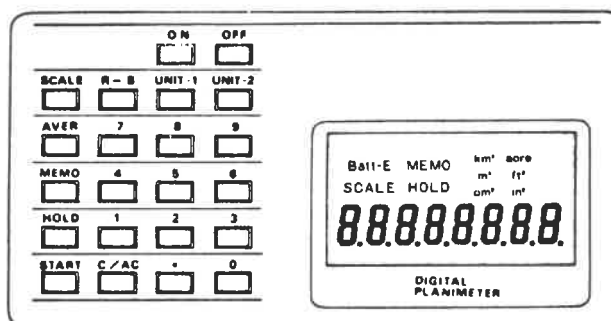 ON OFF
SCALE R-S UNIT-1 UNIT-2
AVER 7 8 9
MEMO 4 5 6
HOLD 1 2 3
START C/AC • 0
Batt-E MEMO km² acre
m² ft²
SCALE HOLD cm² in²
8.8.8.8.8.8.8.8.
DIGITAL
PLANIMETER